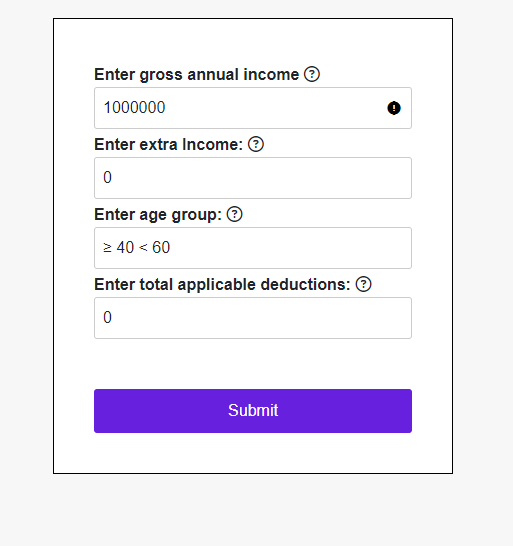 Enter gross annual income ?
1000000 !
Enter extra Income: ?
0
Enter age group: ?
≥ 40 < 60
Enter total applicable deductions: ?
0
Submit